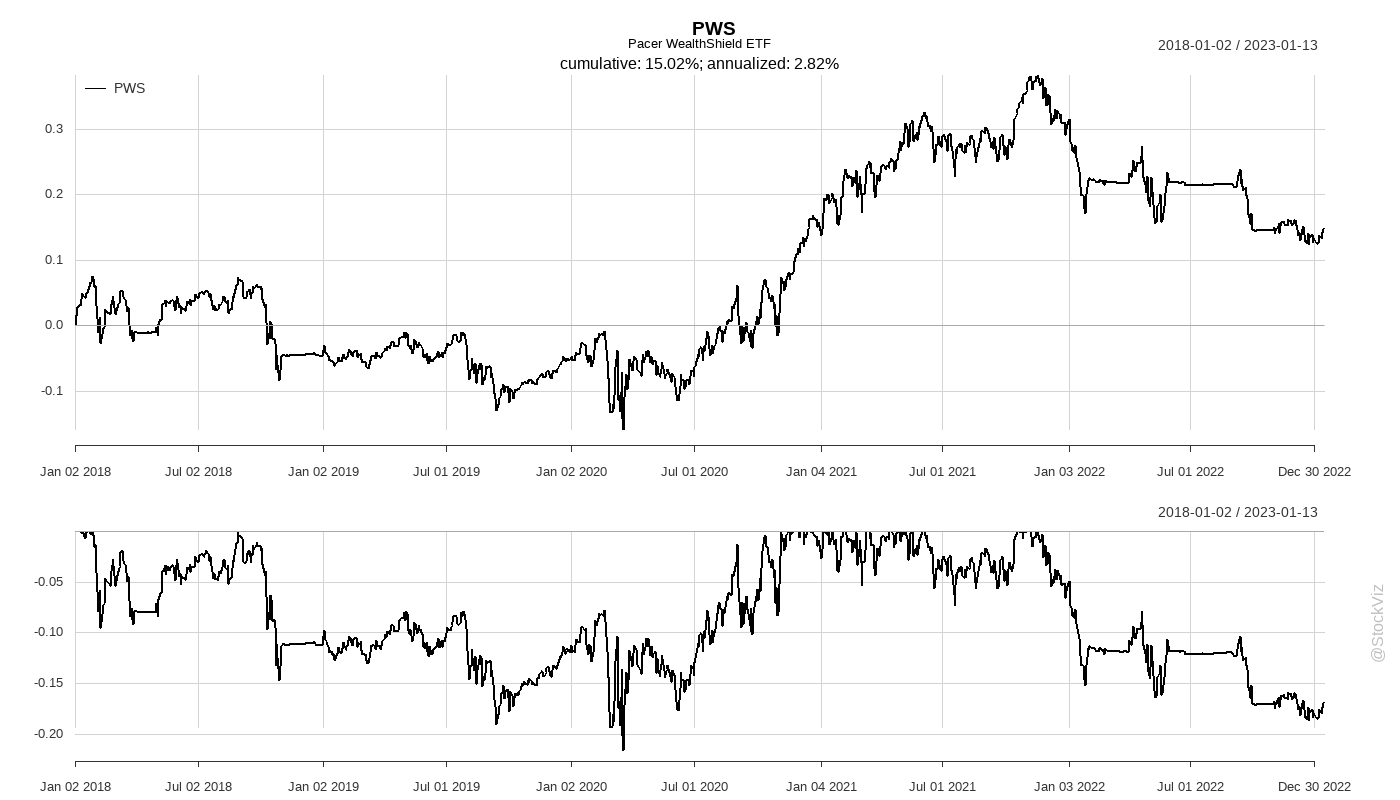 PWS
Pacer WealthShield ETF
2018-01-02 / 2023-01-13
cumulative: 15.02%; annualized: 2.82%
PWS
0.3
0.2
0.1
0.0
-0.1
Jan 02 2018 Jul 02 2018 Jan 02 2019 Jul 01 2019 Jan 02 2020 Jul 01 2020 Jan 04 2021 Jul 01 2021 Jan 03 2022 Jul 01 2022 Dec 30 2022
2018-01-02 / 2023-01-13
-0.05
-0.10
-0.15
-0.20
Jan 02 2018 Jul 02 2018 Jan 02 2019 Jul 01 2019 Jan 02 2020 Jul 01 2020 Jan 04 2021 Jul 01 2021 Jan 03 2022 Jul 01 2022 Dec 30 2022
@StockViz